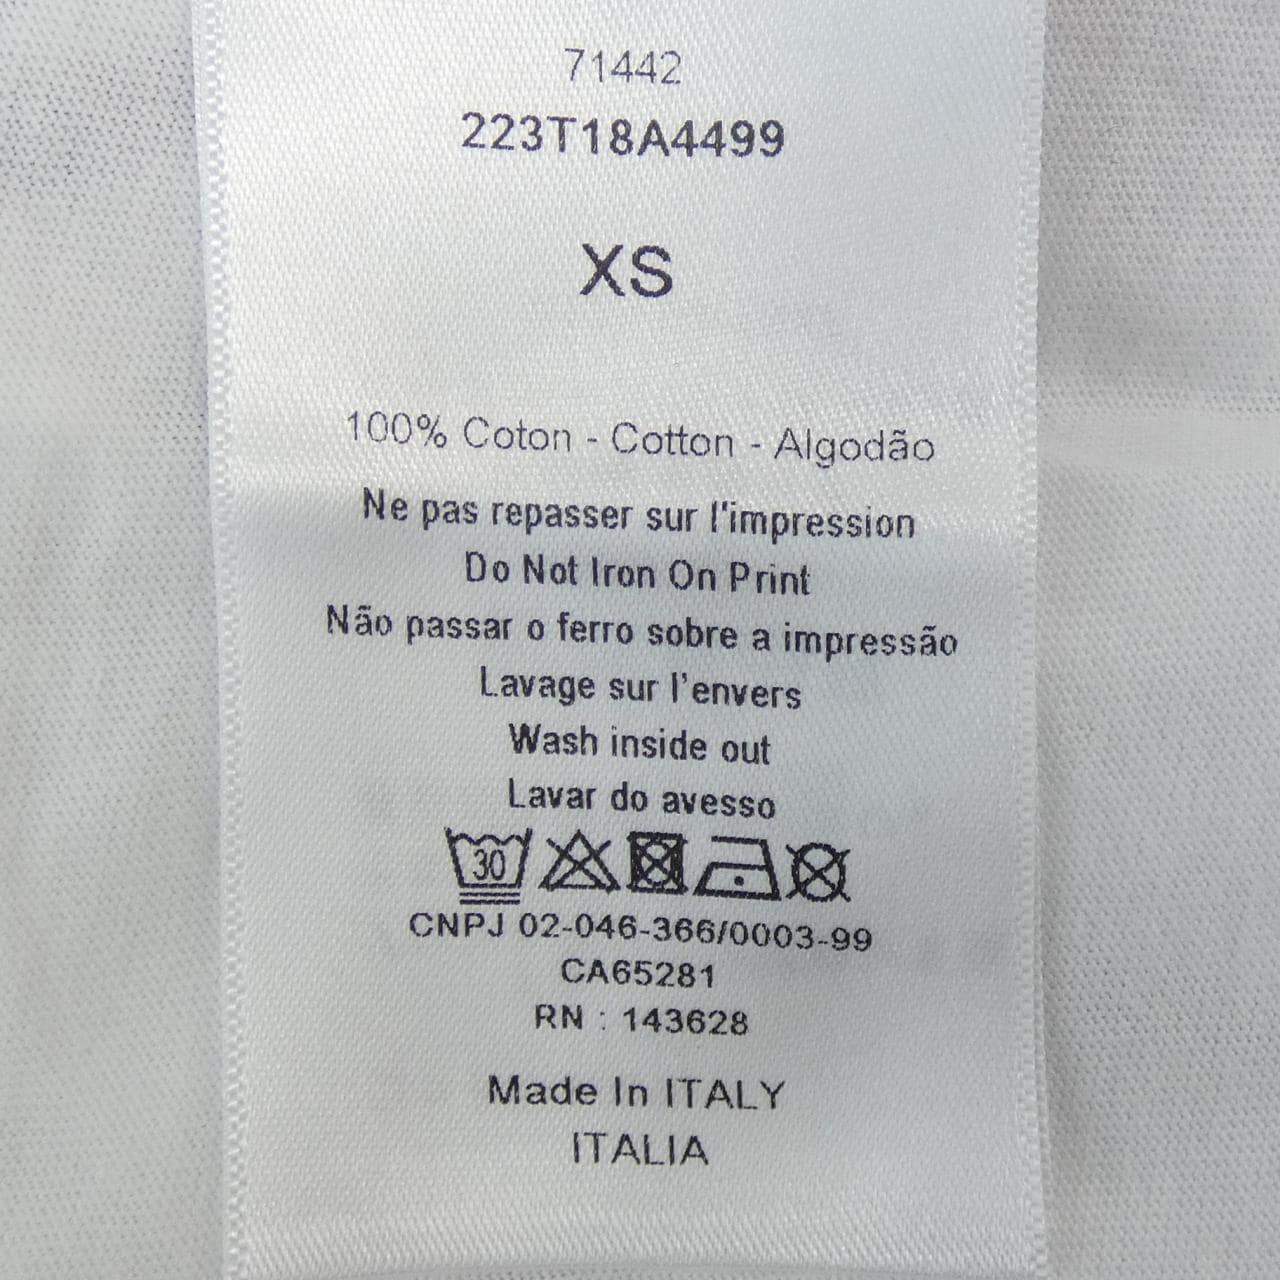 71442
223T18A4499
XS
100% Coton - Cotton - Algodão
Ne pas repasser sur l'impression
Do Not Iron On Print
Não passar o ferro sobre a impressão
Lavage sur l'envers
Wash inside out
Lavar do avesso
30
CNPJ 02-046-366/0003-99
CA65281
RN : 143628
Made In ITALY
ITALIA